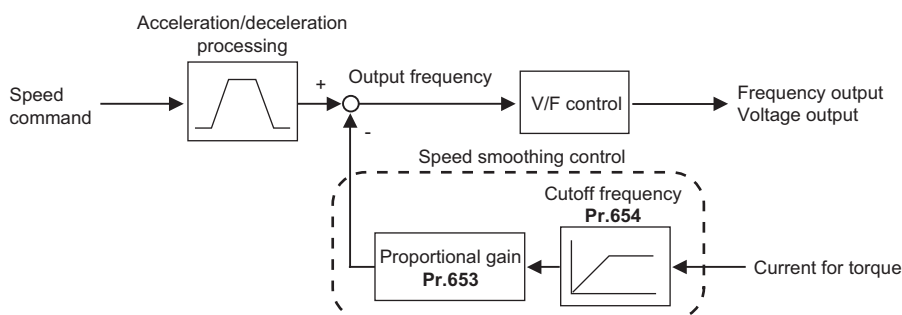 Acceleration/deceleration
processing
Speed
command
+
Output frequency
-
V/F control
Frequency output
Voltage output
Speed smoothing control
Cutoff frequency
Pr.654
Proportional gain
Pr.653
Current for torque